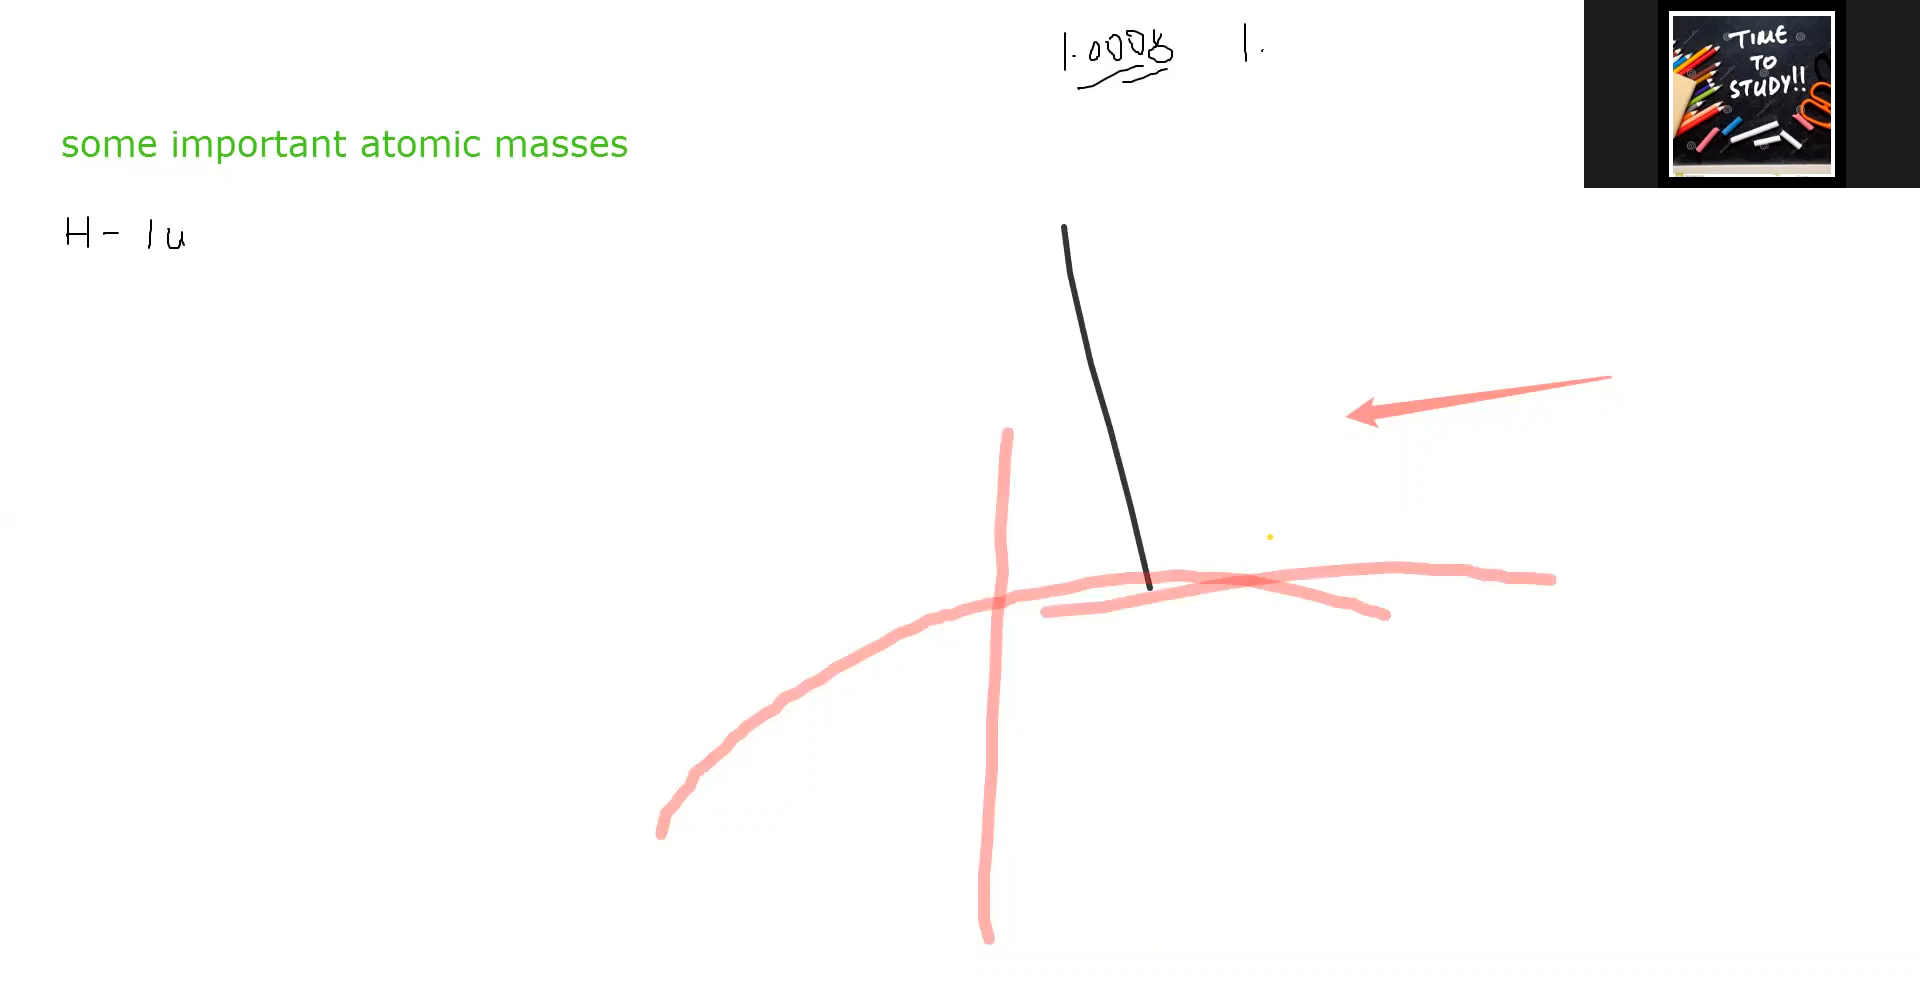 1.0008 1.
TIME
TO
STUDY!!
some important atomic masses
H - 1u